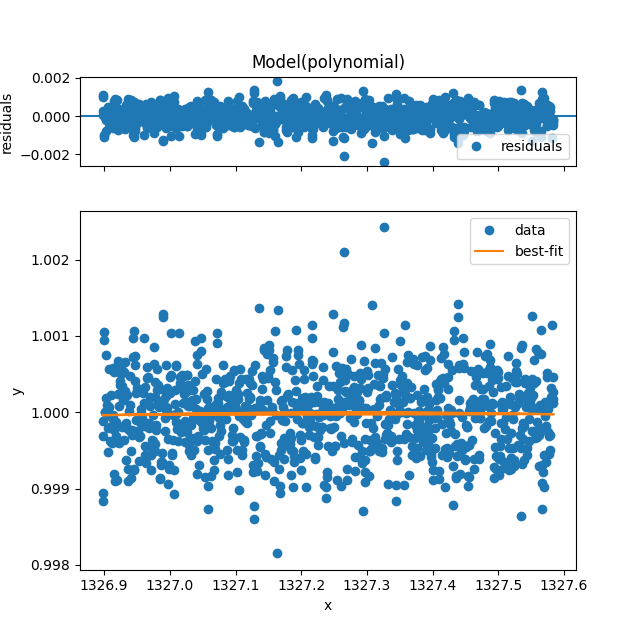 Model(polynomial)
0.002
0.000
−0.002
residuals
residuals
data
best-fit
1.002
1.001
1.000
0.999
0.998
y
1326.9 1327.0 1327.1 1327.2 1327.3 1327.4 1327.5 1327.6
x